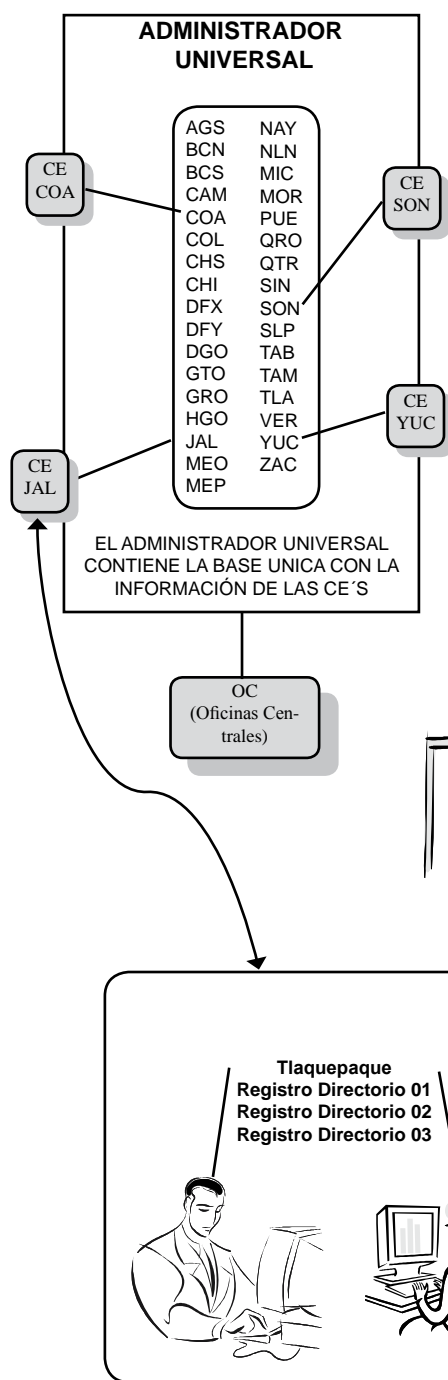 ADMINISTRADOR
UNIVERSAL
AGS
BCN
BCS
CAM
COA
COL
CHS
CHI
DFX
DFY
DGO
GTO
GRO
HGO
JAL
MEO
MEP
NAY
NLN
MIC
MOR
PUE
QRO
QTR
SIN
SON
SLP
TAB
TAM
TLA
VER
YUC
ZAC
CE
COA
CE
SON
CE
YUC
CE
JAL
EL ADMINISTRADOR UNIVERSAL
CONTIENE LA BASE UNICA CON LA
INFORMACIÓN DE LAS CE´S
OC
(Oficinas Cen-
trales)
Tlaquepaque
Registro Directorio 01
Registro Directorio 02
Registro Directorio 03